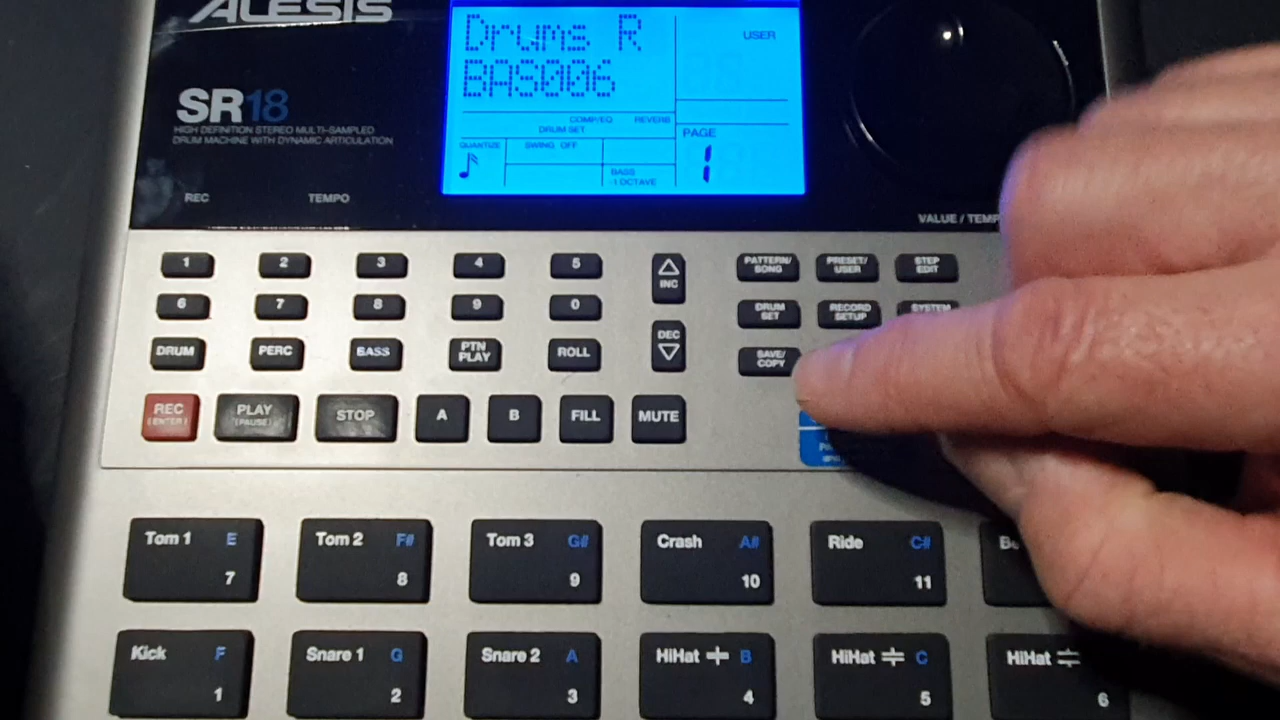 ALESIS
Drums R
USER
BAS006
SR18
HIGH DEFINITION STEREO MULTI-SAMPLED
DRUM MACHINE WITH DYNAMIC ARTICULATION
COMP/EQ REVERB
DRUM SET
PAGE
QUANTIZE SWING OFF
1
BASS
-1 OCTAVE
REC TEMPO
VALUE / TEMP
1 2 3 4 5
INC
PATTERN/
SONG
PRESET/
USER
STEP
EDIT
6 7 8 9 0
DRUM
SET
RECORD
SETUP
SYSTEM
DEC
DRUM PERC BASS PTN
PLAY
ROLL
SAVE/
COPY
REC
(ENTER)
PLAY
(PAUSE)
STOP A B FILL MUTE
Tom 1 E
7
Tom 2 F#
8
Tom 3 G#
9
Crash A#
10
Ride C#
11
Kick F
1
Snare 1 G
2
Snare 2 A
3
HiHat B
4
HiHat C
5
HiHat
6